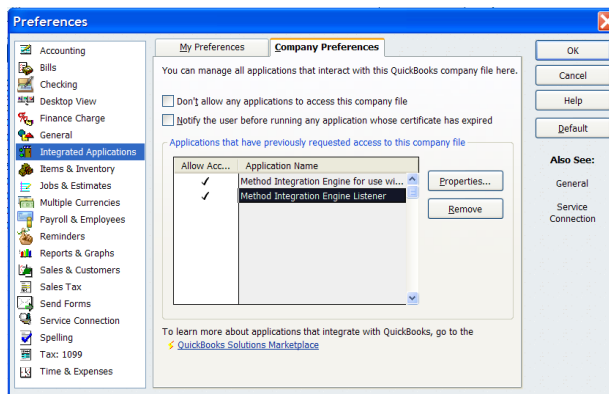 Preferences
Accounting
Bills
Checking
Desktop View
Finance Charge
General
Integrated Applications
Items & Inventory
Jobs & Estimates
Multiple Currencies
Payroll & Employees
Reminders
Reports & Graphs
Sales & Customers
Sales Tax
Send Forms
Service Connection
Spelling
Tax: 1099
Time & Expenses
My Preferences Company Preferences
You can manage all applications that interact with this QuickBooks company file here.
Don't allow any applications to access this company file
Notify the user before running any application whose certificate has expired
Applications that have previously requested access to this company file
Allow Acc... Application Name
Method Integration Engine for use wi...
Method Integration Engine Listener
Properties...
Remove
To learn more about applications that integrate with QuickBooks, go to the
QuickBooks Solutions Marketplace
OK
Cancel
Help
Default
Also See:
General
Service
Connection